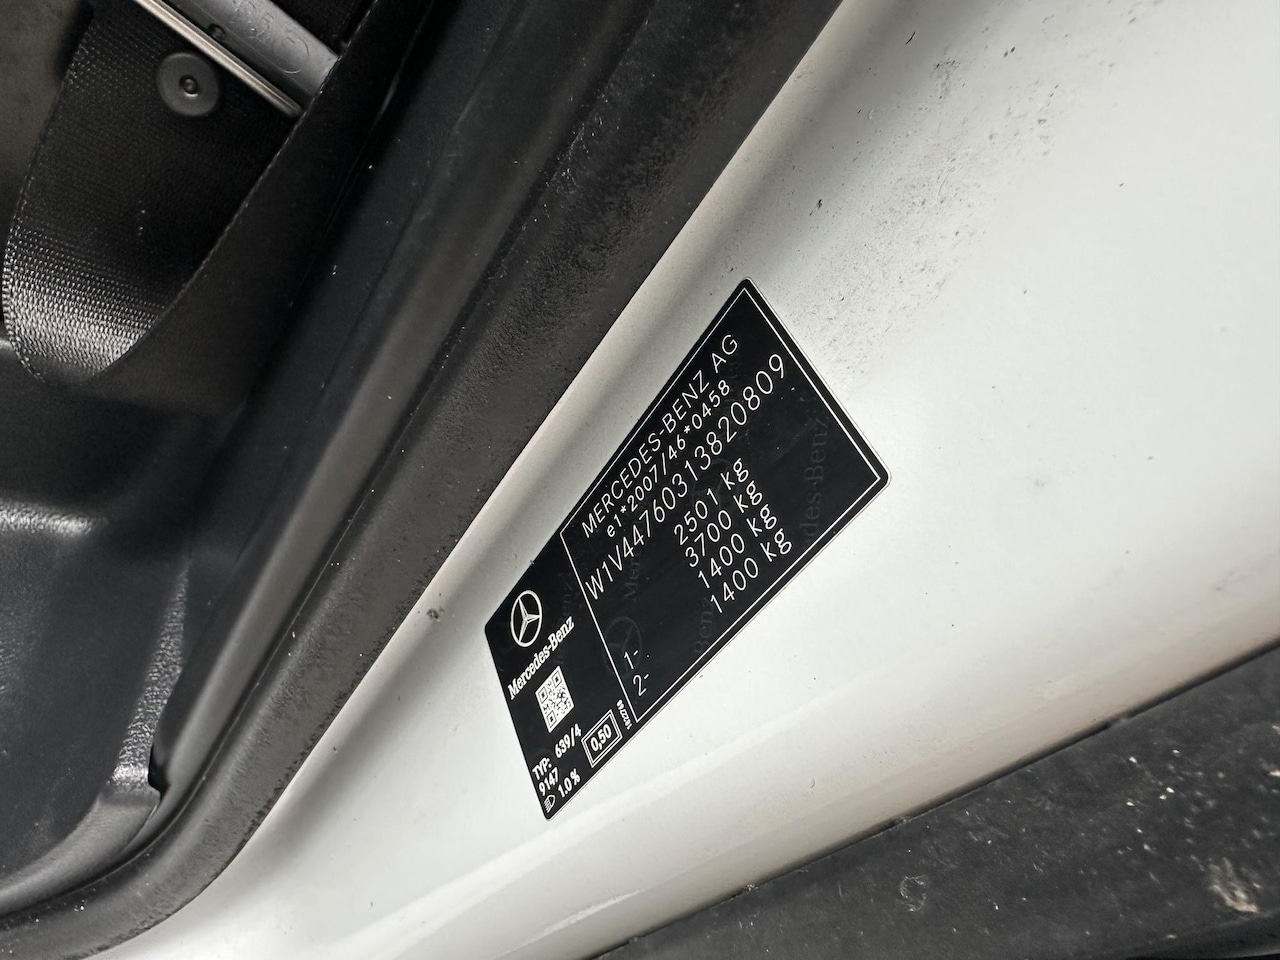 MERCEDES-BENZ AG
e1*2007/46*0458
W1V44760313820809
2501 kg
3700 kg
1- 1400 kg
2- 1400 kg
Mercedes-Benz
TYP: 639/4
9147
1.0%
0,50